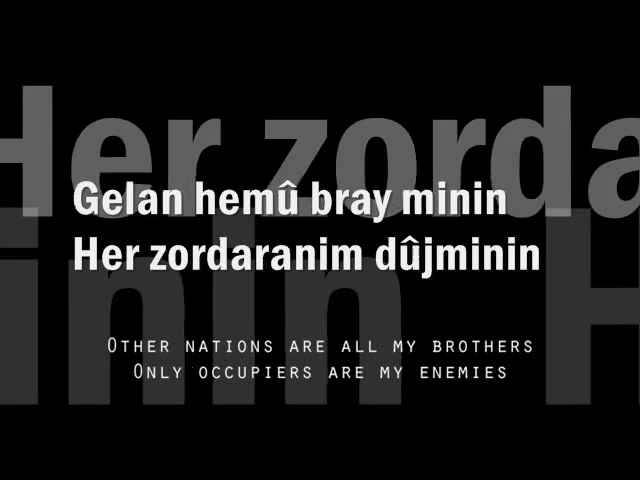 Her zorda
Gelan hemû bray minin
Her zordaranim dûjminin
inin H
OTHER NATIONS ARE ALL MY BROTHERS
ONLY OCCUPIERS ARE MY ENEMIES